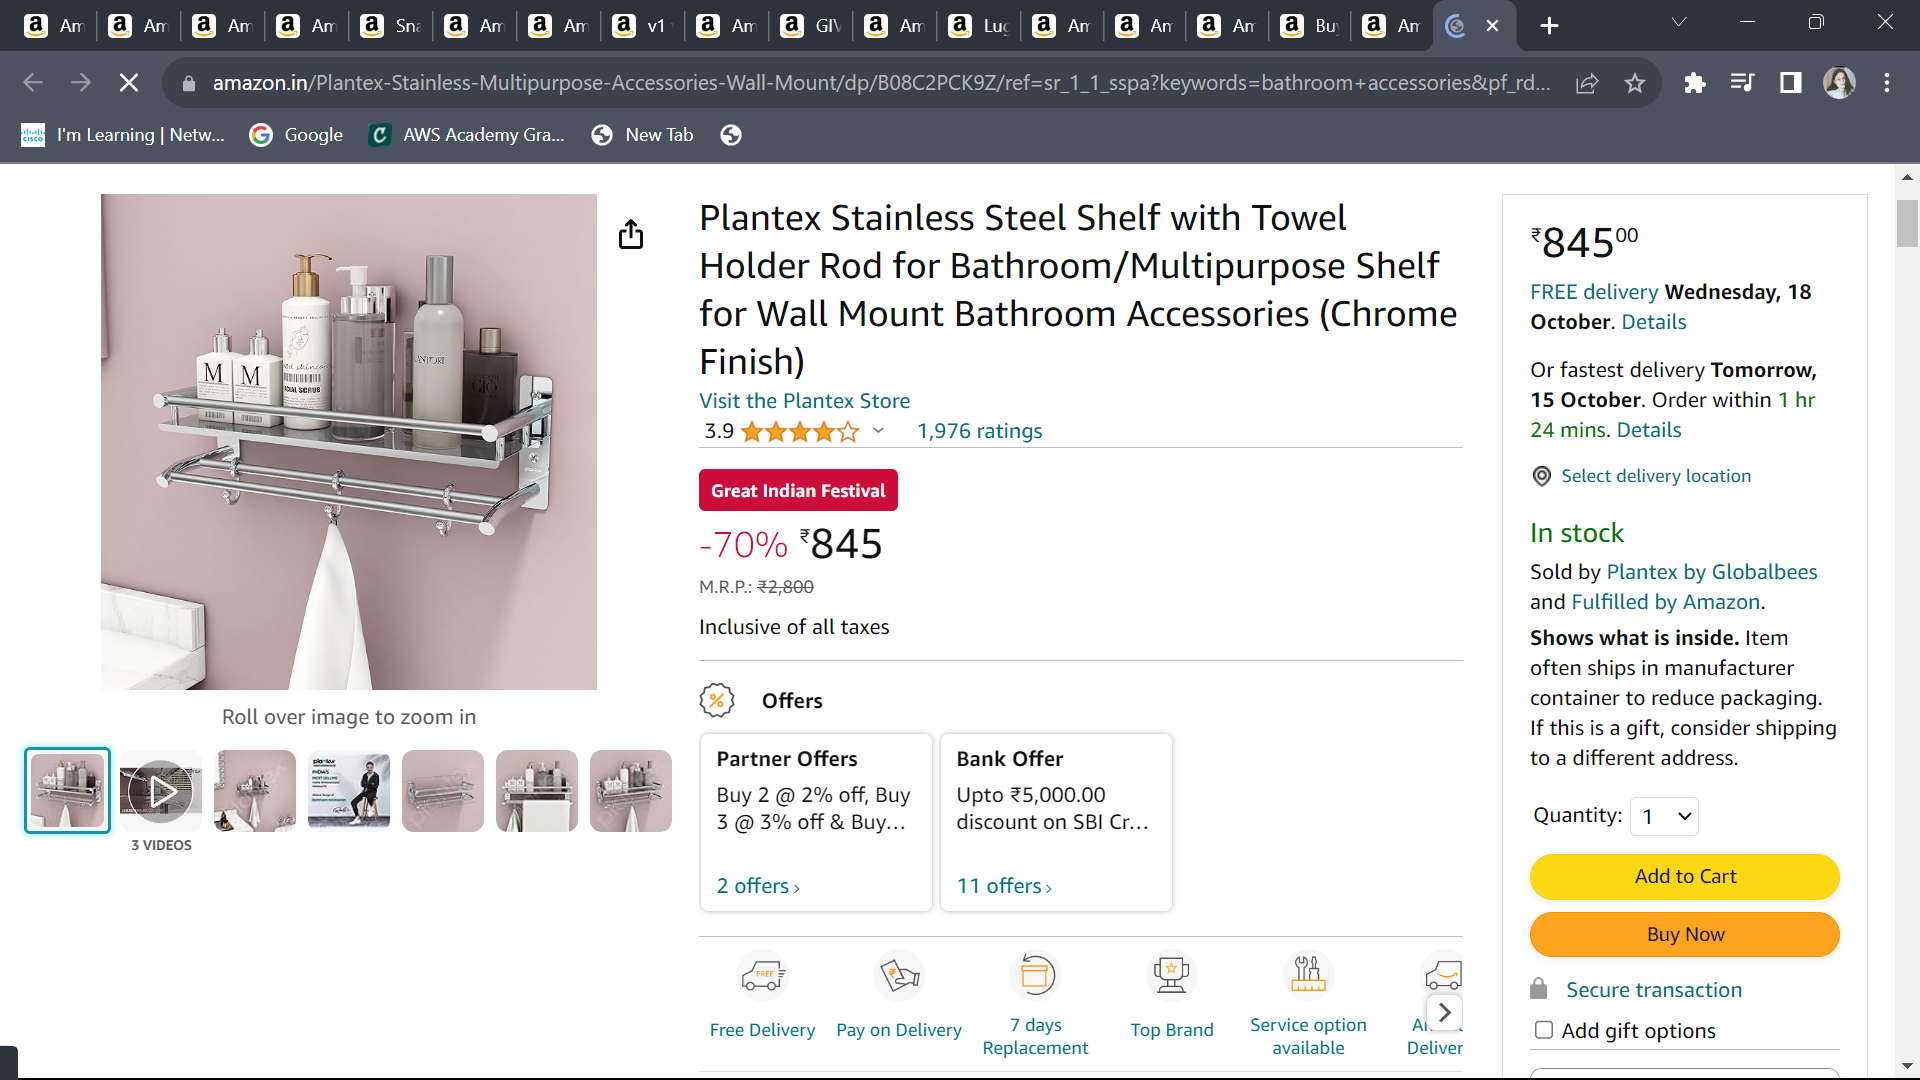 Am
Am
Am
Am
Sna
Am
Am
v1
Am
GIV
Am
Lug
Am
Am
Am
Buy
Am
amazon.in/Plantex-Stainless-Multipurpose-Accessories-Wall-Mount/dp/B08C2PCK9Z/ref=sr_1_1_sspa?keywords=bathroom+accessories&pf_rd...
I'm Learning | Netw...
Google
AWS Academy Gra...
New Tab
M
M
Roll over image to zoom in
3 VIDEOS
Plantex Stainless Steel Shelf with Towel
Holder Rod for Bathroom/Multipurpose Shelf
for Wall Mount Bathroom Accessories (Chrome
Finish)
Visit the Plantex Store
3.9
1,976 ratings
Great Indian Festival
-70% ₹845
M.R.P.: ₹2,800
Inclusive of all taxes
Offers
Partner Offers
Buy 2 @ 2% off, Buy
3 @ 3% off & Buy...
2 offers ›
Bank Offer
Upto ₹5,000.00
discount on SBI Cr...
11 offers ›
FREE
Free Delivery
Pay on Delivery
7 days
Replacement
Top Brand
Service option
available
Deliver
₹845 00
FREE delivery Wednesday, 18
October. Details
Or fastest delivery Tomorrow,
15 October. Order within 1 hr
24 mins. Details
Select delivery location
In stock
Sold by Plantex by Globalbees
and Fulfilled by Amazon.
Shows what is inside. Item
often ships in manufacturer
container to reduce packaging.
If this is a gift, consider shipping
to a different address.
Quantity: 1
Add to Cart
Buy Now
Secure transaction
Add gift options